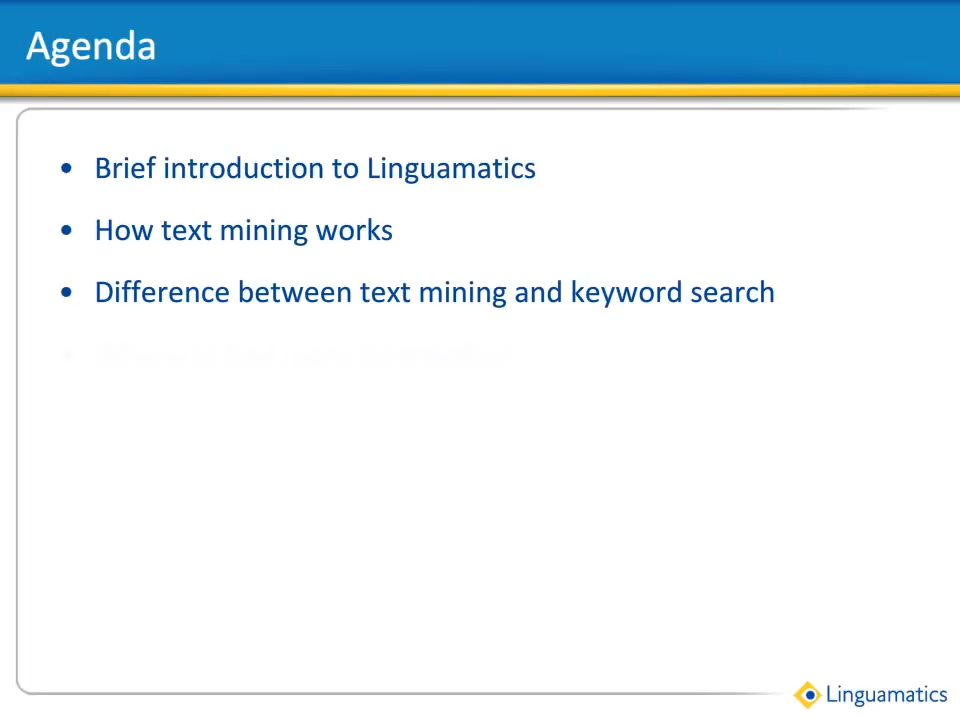 Agenda
• Brief introduction to Linguamatics
• How text mining works
• Difference between text mining and keyword search
Linguamatics